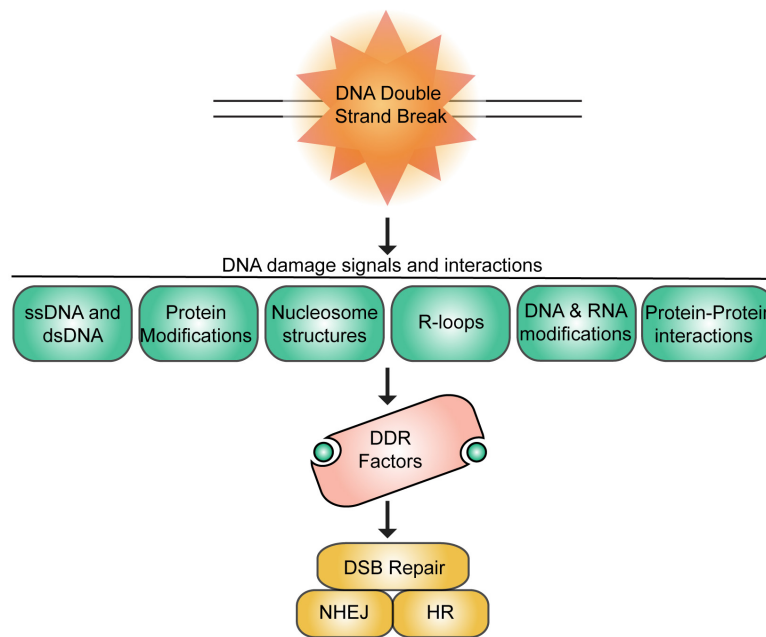 DNA Double
Strand Break
DNA damage signals and interactions
ssDNA and
dsDNA
Protein
Modifications
Nucleosome
structures
R-loops
DNA & RNA
modifications
Protein-Protein
interactions
DDR
Factors
DSB Repair
NHEJ
HR